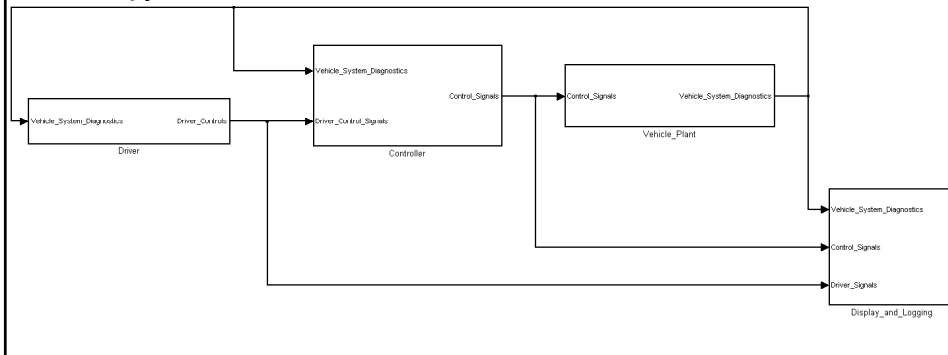 Vehicle_System_Diagnostics
Driver_Controls
Driver
Vehicle_System_Diagnostics
Control_Signals
Driver_Control_Signals
Controller
Control_Signals
Vehicle_System_Diagnostics
Vehicle_Plant
Vehicle_System_Diagnostics
Control_Signals
Driver_Signals
Display_and_Logging